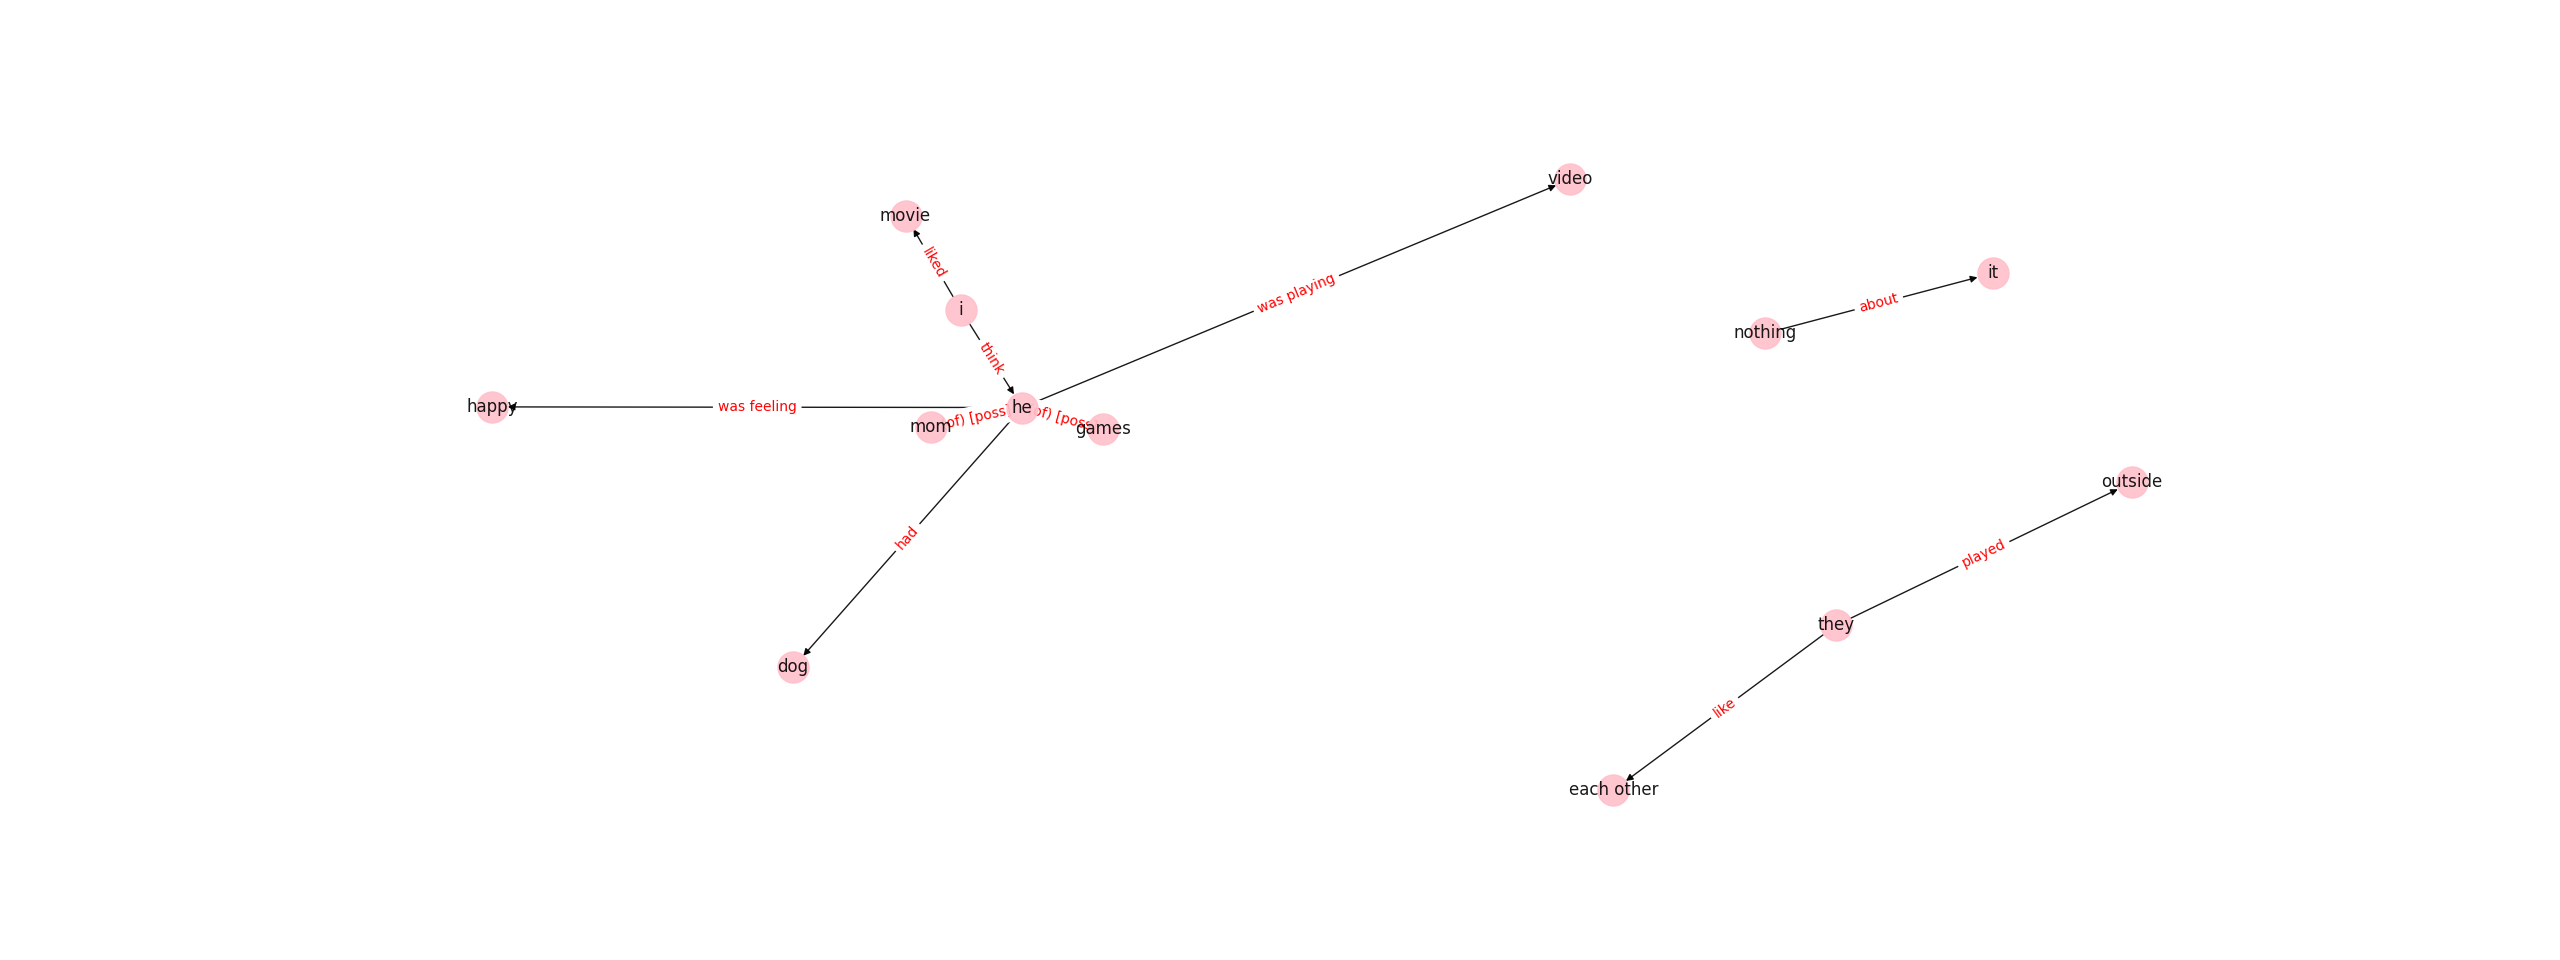 video
movie
liked
it
was playing
about
i
nothing
think
happy
was feeling
he
mom
of) [poss
of) [poss
games
outside
had
played
they
dog
like
each other